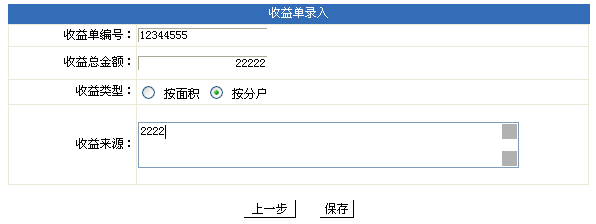 收益单录入
收益单编号： 12344555
收益总金额： 22222
收益类型： 按面积 按分户
收益来源： 2222
上一步 保存